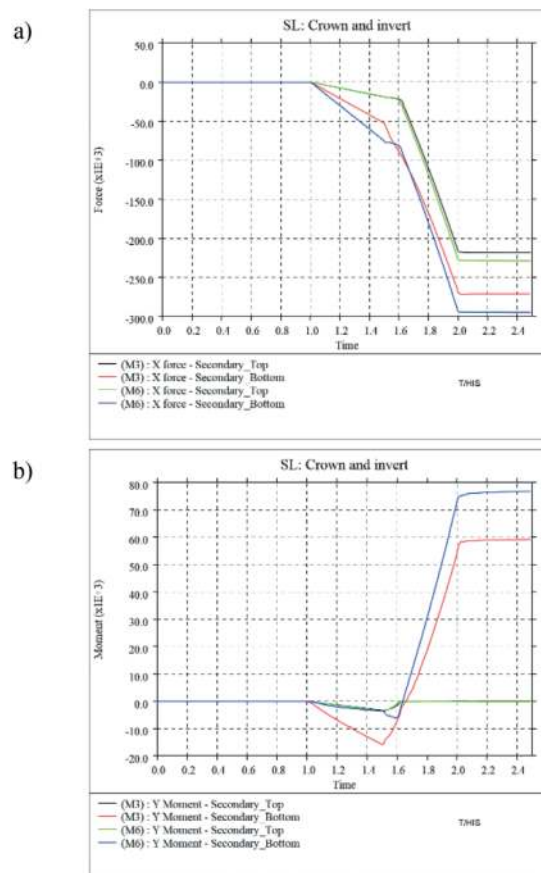 a)
SL: Crown and invert
50.0
0.0
-50.0
-100.0
-150.0
-200.0
-250.0
-300.0
Force (x1E+3)
0.0 0.2 0.4 0.6 0.8 1.0 1.2 1.4 1.6 1.8 2.0 2.2 2.4
Time
(M3) : X force - Secondary_Top
(M3) : X force - Secondary_Bottom
(M6) : X force - Secondary_Top
(M6) : X force - Secondary_Bottom
T/HIS
b)
SL: Crown and invert
80.0
70.0
60.0
50.0
40.0
30.0
20.0
10.0
0.0
-10.0
-20.0
Moment (x1E+3)
0.0 0.2 0.4 0.6 0.8 1.0 1.2 1.4 1.6 1.8 2.0 2.2 2.4
Time
(M3) : Y Moment - Secondary_Top
(M3) : Y Moment - Secondary_Bottom
(M6) : Y Moment - Secondary_Top
(M6) : Y Moment - Secondary_Bottom
T/HIS